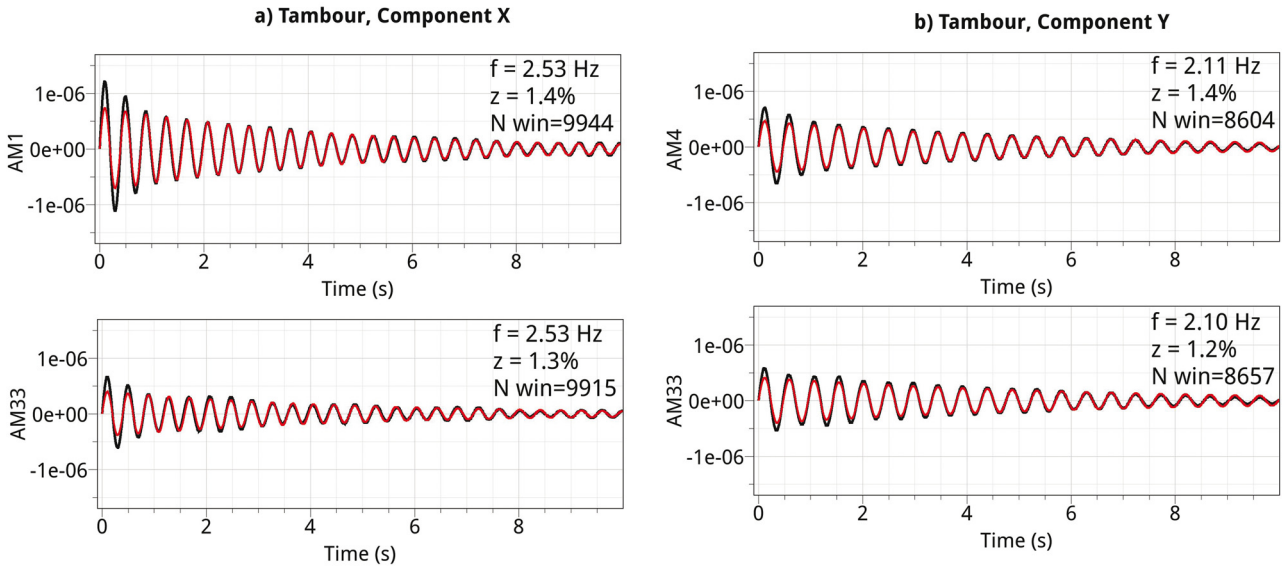 a) Tambour, Component X
f = 2.53 Hz
z = 1.4%
N win=9944
1e-06
0e+00
-1e-06
AM1
0 2 4 6 8
Time (s)
f = 2.53 Hz
z = 1.3%
N win=9915
1e-06
0e+00
-1e-06
AM33
0 2 4 6 8
Time (s)
b) Tambour, Component Y
f = 2.11 Hz
z = 1.4%
N win=8604
1e-06
0e+00
-1e-06
AM4
0 2 4 6 8
Time (s)
f = 2.10 Hz
z = 1.2%
N win=8657
1e-06
0e+00
-1e-06
AM33
0 2 4 6 8
Time (s)